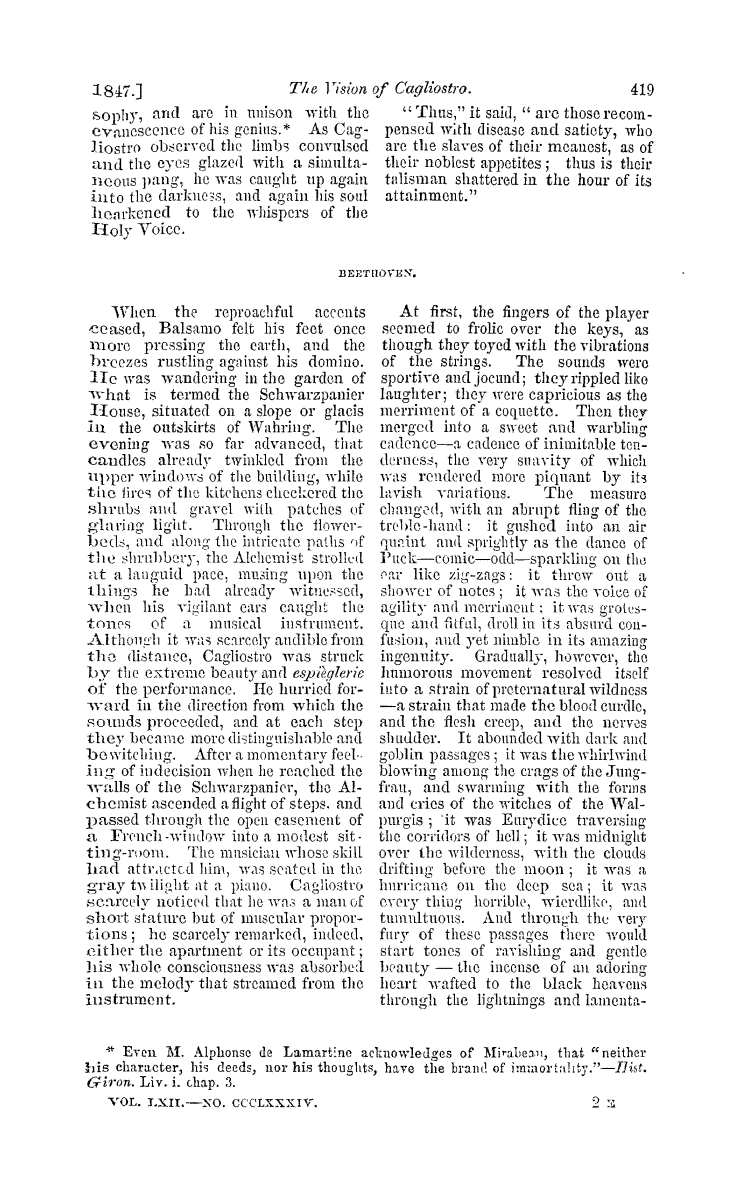 1847.] The Vision of Cagliostro. 419
sophy, and are in unison with the
evanescence of his genius.* As Cag-
liostro observed the limbs convulsed
and the eyes glazed with a simulta-
neous pang, he was caught up again
into the darkness, and again his soul
hearkened to the whispers of the
Holy Voice.
"Thus," it said, "are those recom-
pensed with disease and satiety, who
are the slaves of their meanest, as of
their noblest appetites; thus is their
talisman shattered in the hour of its
attainment."
BEETHOVEN.
When the reproachful accents
ceased, Balsamo felt his feet once
more pressing the earth, and the
breezes rustling against his domino.
He was wandering in the garden of
what is termed the Schwarzpanier
House, situated on a slope or glacis
in the outskirts of Wahring. The
evening was so far advanced, that
candles already twinkled from the
upper windows of the building, while
the fires of the kitchens checkered the
shrubs and gravel with patches of
glaring light. Through the flower-
beds, and along the intricate paths of
the shrubbery, the Alchemist strolled
at a languid pace, musing upon the
things he had already witnessed,
when his vigilant ears caught the
tones of a musical instrument.
Although it was scarcely audible from
the distance, Cagliostro was struck
by the extreme beauty and espièglerie
of the performance. He hurried for-
ward in the direction from which the
sounds proceeded, and at each step
they became more distinguishable and
bewitching. After a momentary feel-
ing of indecision when he reached the
walls of the Schwarzpanier, the Al-
chemist ascended a flight of steps, and
passed through the open casement of
a French-window into a modest sit-
ting-room. The musician whose skill
had attracted him, was seated in the
gray twilight at a piano. Cagliostro
scarcely noticed that he was a man of
short stature but of muscular propor-
tions; he scarcely remarked, indeed,
either the apartment or its occupant;
his whole consciousness was absorbed
in the melody that streamed from the
instrument.
At first, the fingers of the player
seemed to frolic over the keys, as
though they toyed with the vibrations
of the strings. The sounds were
sportive and jocund; they rippled like
laughter; they were capricious as the
merriment of a coquette. Then they
merged into a sweet and warbling
cadence—a cadence of inimitable ten-
derness, the very suavity of which
was rendered more piquant by its
lavish variations. The measure
changed, with an abrupt fling of the
treble-hand: it gushed into an air
quaint and sprightly as the dance of
Puck—comic—odd—sparkling on the
ear like zig-zags: it threw out a
shower of notes; it was the voice of
agility and merriment; it was grotes-
que and fitful, droll in its absurd con-
fusion, and yet nimble in its amazing
ingenuity. Gradually, however, the
humorous movement resolved itself
into a strain of preternatural wildness
—a strain that made the blood curdle,
and the flesh creep, and the nerves
shudder. It abounded with dark and
goblin passages; it was the whirlwind
blowing among the crags of the Jung-
frau, and swarming with the forms
and cries of the witches of the Wal-
purgis; it was Eurydice traversing
the corridors of hell; it was midnight
over the wilderness, with the clouds
drifting before the moon; it was a
hurricane on the deep sea; it was
every thing horrible, wierdlike, and
tumultuous. And through the very
fury of these passages there would
start tones of ravishing and gentle
beauty — the incense of an adoring
heart wafted to the black heavens
through the lightnings and lamenta-
* Even M. Alphonse de Lamartine acknowledges of Mirabeau, that "neither
his character, his deeds, nor his thoughts, have the brand of immortality."—Hist.
Giron. Liv. i. chap. 3.
VOL. LXII.—NO. CCCLXXXIV. 2 E